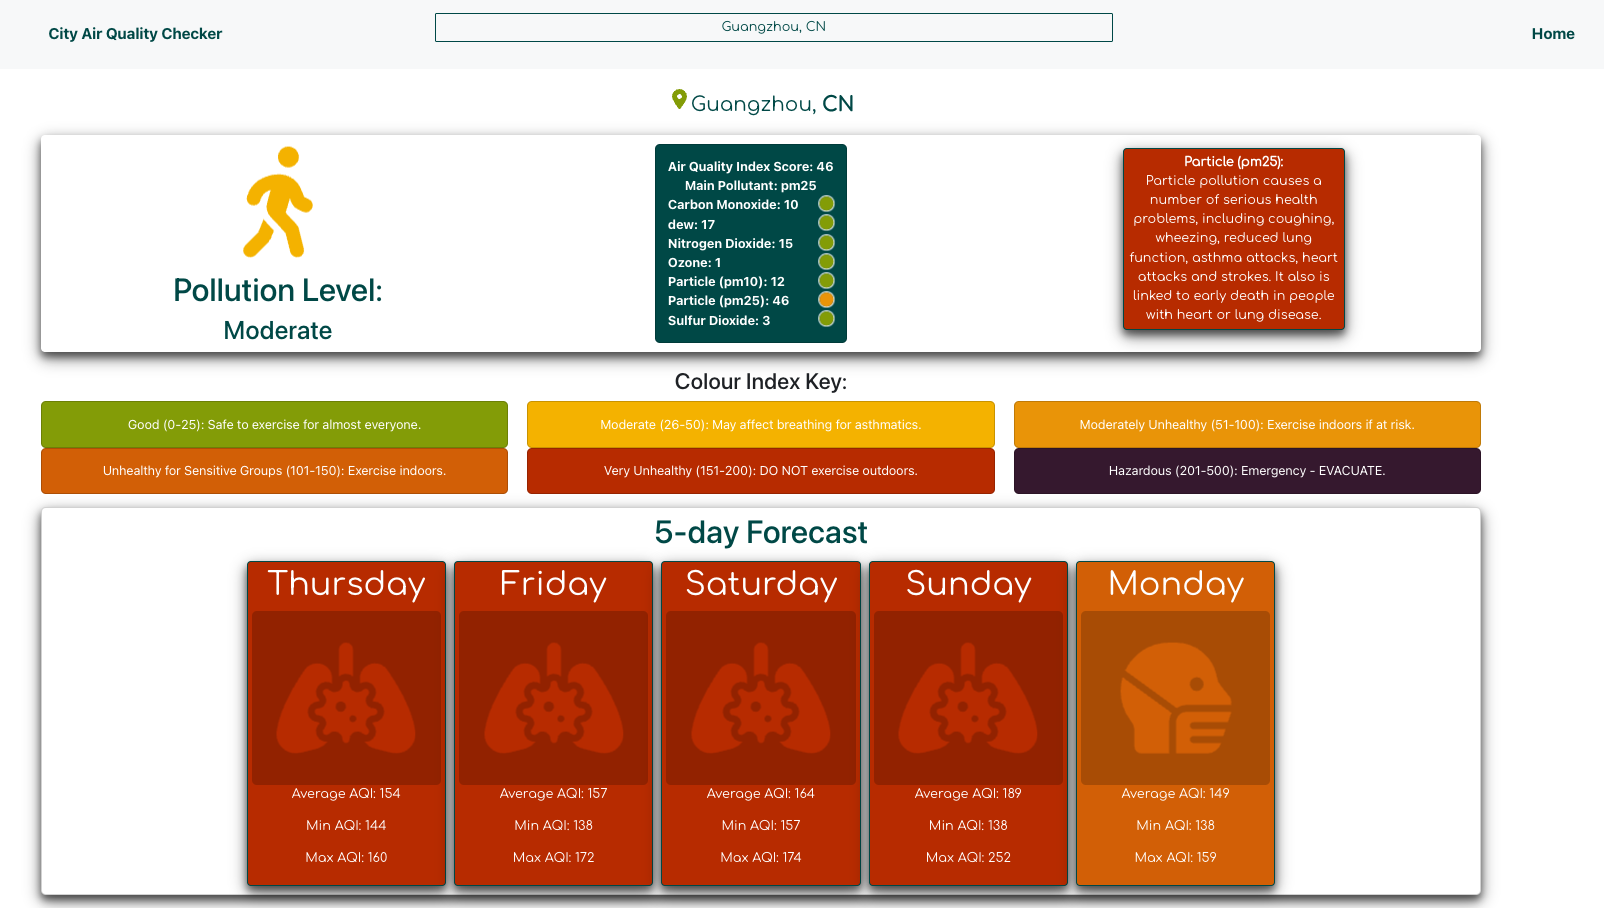 City Air Quality Checker
Guangzhou, CN
Home
Guangzhou, CN
Pollution Level:
Moderate
Air Quality Index Score: 46
Main Pollutant: pm25
Carbon Monoxide: 10
dew: 17
Nitrogen Dioxide: 15
Ozone: 1
Particle (pm10): 12
Particle (pm25): 46
Sulfur Dioxide: 3
Particle (pm25):
Particle pollution causes a
number of serious health
problems, including coughing,
wheezing, reduced lung
function, asthma attacks, heart
attacks and strokes. It also is
linked to early death in people
with heart or lung disease.
Colour Index Key:
Good (0-25): Safe to exercise for almost everyone.
Moderate (26-50): May affect breathing for asthmatics.
Moderately Unhealthy (51-100): Exercise indoors if at risk.
Unhealthy for Sensitive Groups (101-150): Exercise indoors.
Very Unhealthy (151-200): DO NOT exercise outdoors.
Hazardous (201-500): Emergency - EVACUATE.
5-day Forecast
Thursday
Average AQI: 154
Min AQI: 144
Max AQI: 160
Friday
Average AQI: 157
Min AQI: 138
Max AQI: 172
Saturday
Average AQI: 164
Min AQI: 157
Max AQI: 174
Sunday
Average AQI: 189
Min AQI: 138
Max AQI: 252
Monday
Average AQI: 149
Min AQI: 138
Max AQI: 159